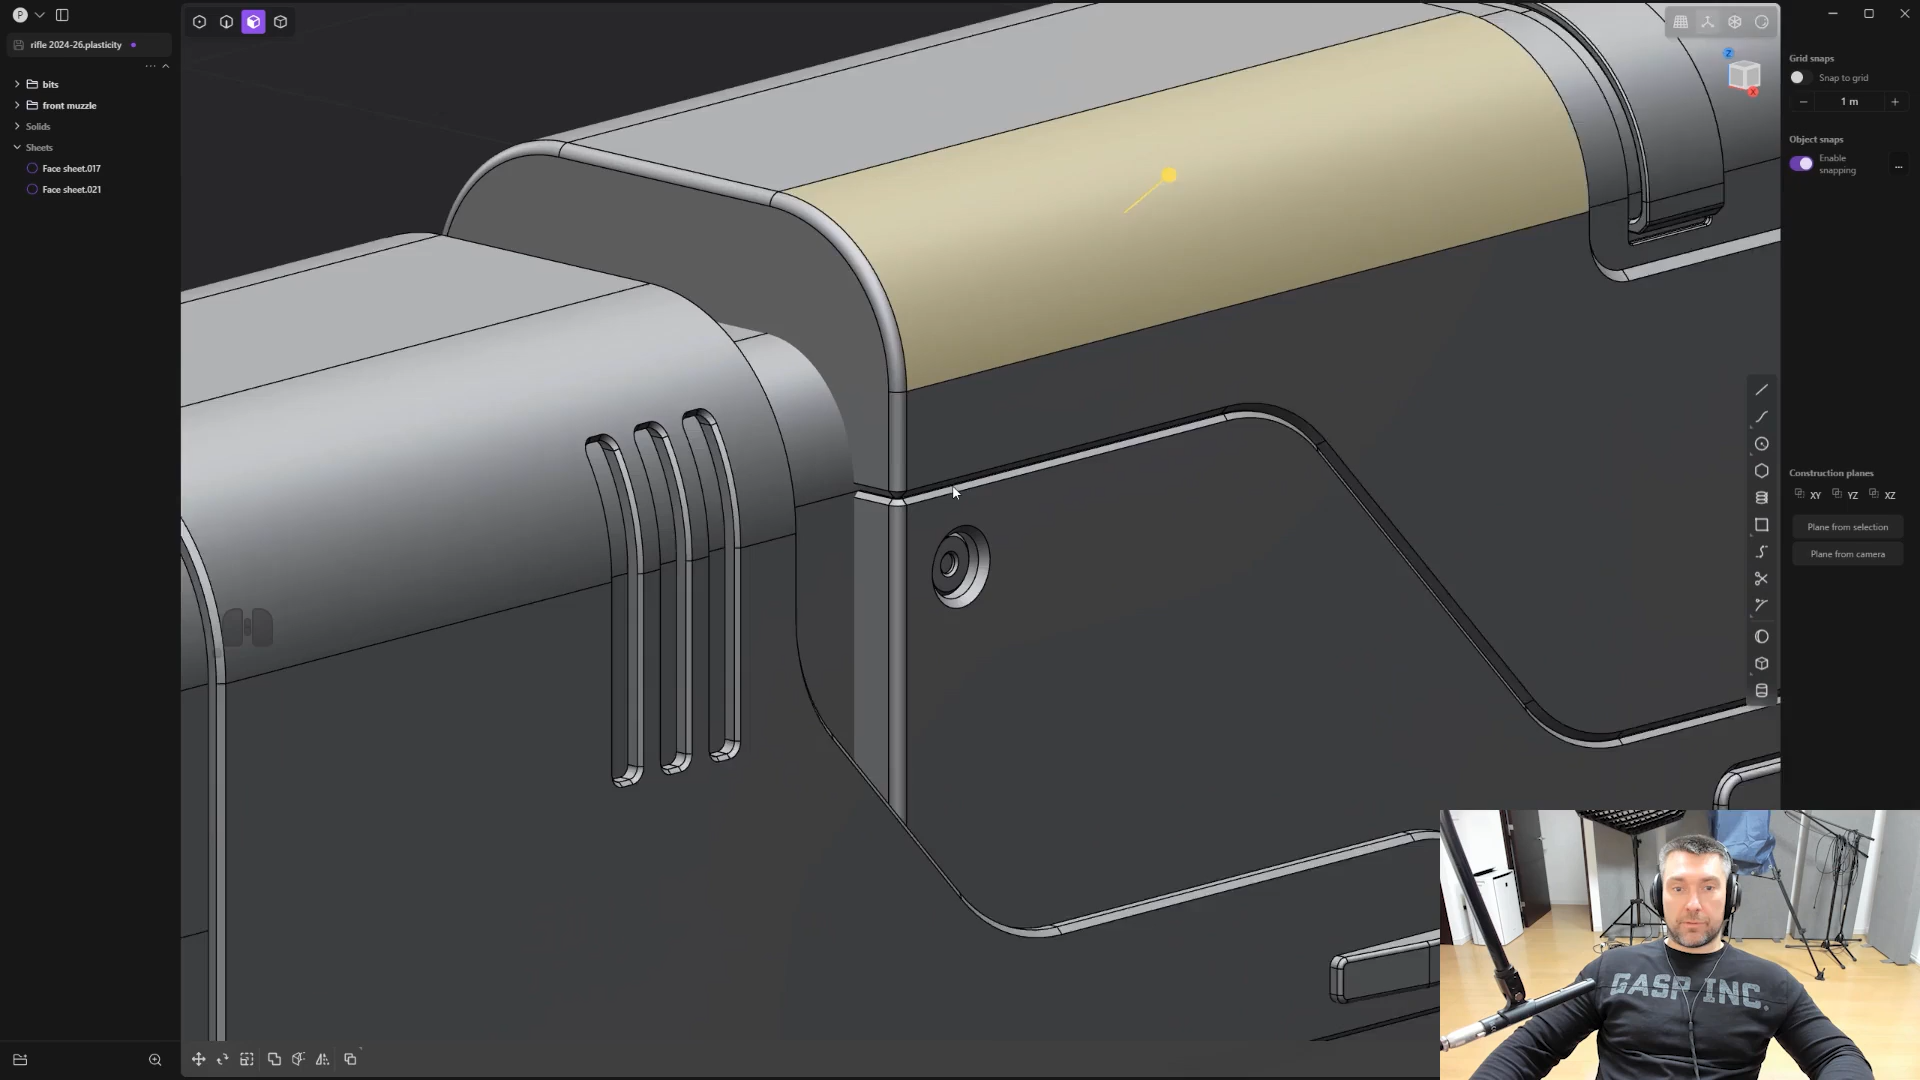 P
rifle 2024-26.plasticity
bits
front muzzle
Solids
Sheets
Face sheet.017
Face sheet.021
Z
X
Grid snaps
Snap to grid
1 m
Object snaps
Enable
snapping
Construction planes
XY
YZ
XZ
Plane from selection
Plane from camera
GASP INC.